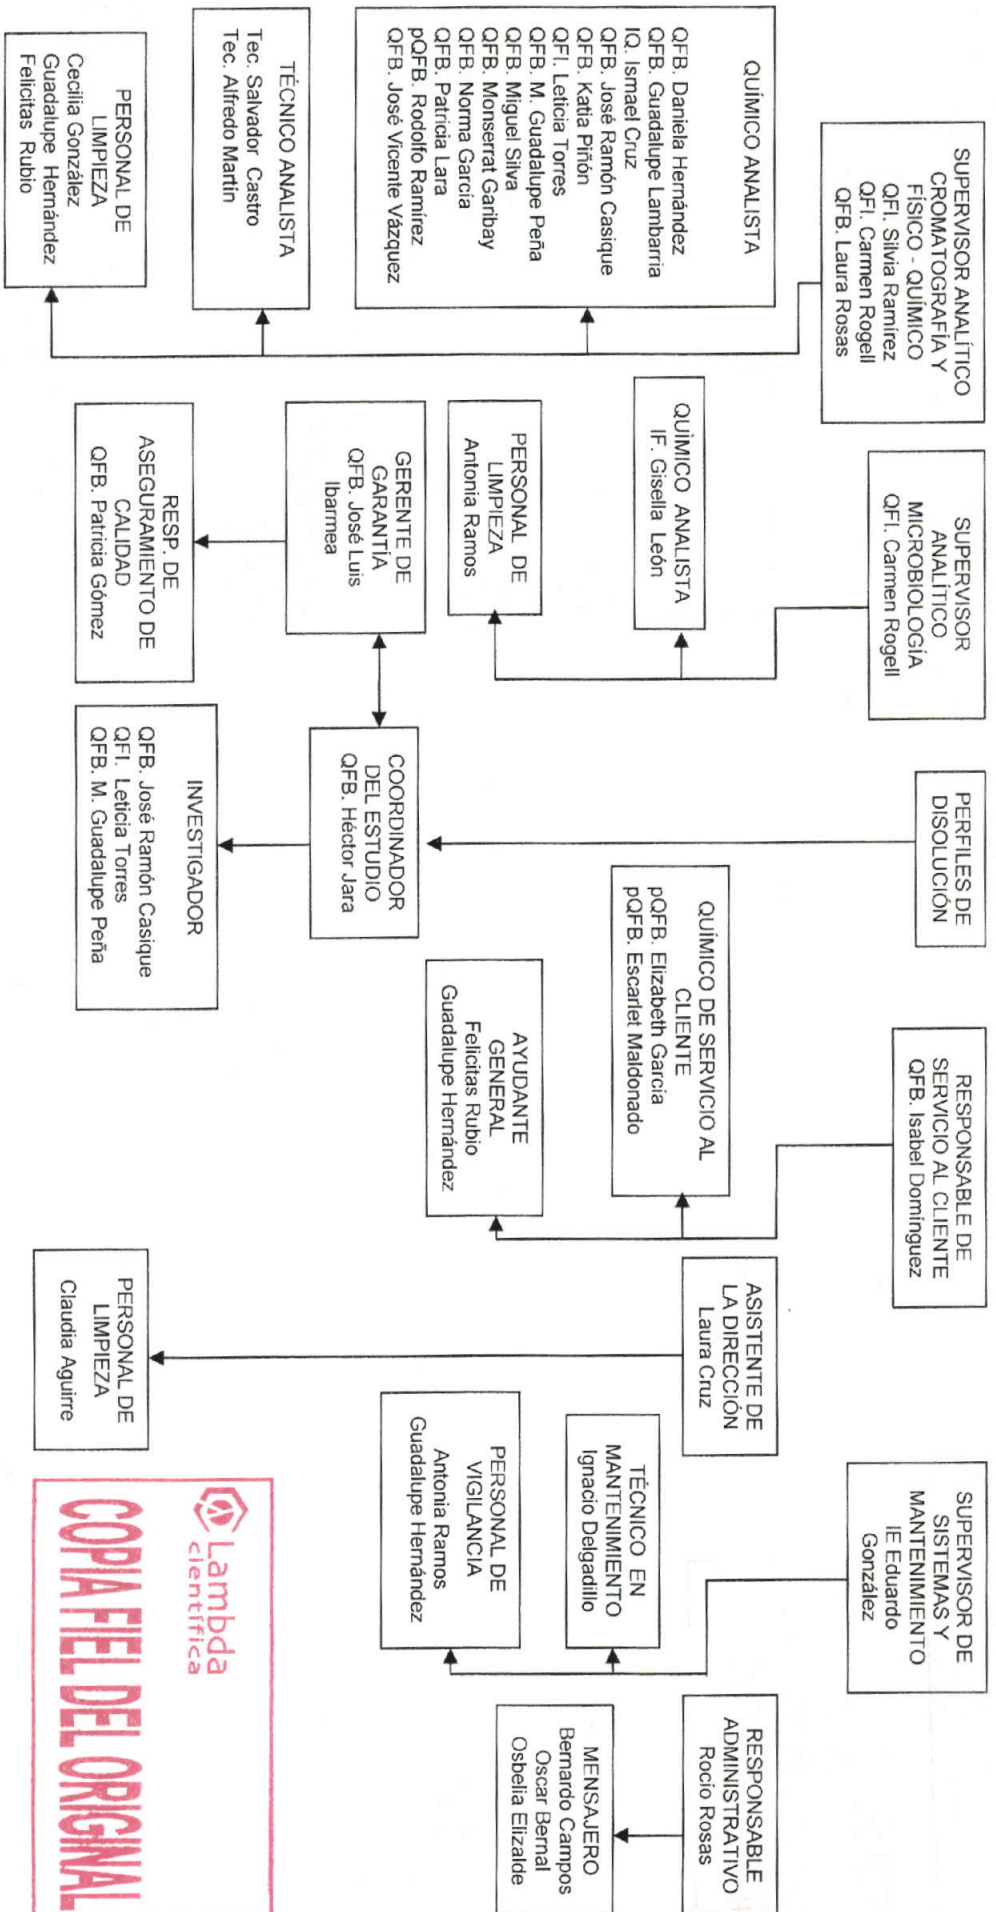 SUPERVISOR ANALÍTICO
CROMATOGRAFÍA Y
FÍSICO - QUÍMICO
QFI. Silvia Ramírez
QFI. Carmen Rogell
QFB. Laura Rosas
QUÍMICO ANALISTA
QFB. Daniela Hernández
QFB. Guadalupe Lambarria
IQ. Ismael Cruz
QFB. José Ramón Casique
QFB. Katia Piñón
QFI. Leticia Torres
QFB. M. Guadalupe Peña
QFB. Miguel Silva
QFB. Monserrat Garibay
QFB. Norma García
QFB. Patricia Lara
pQFB. Rodolfo Ramírez
QFB. José Vicente Vázquez
TÉCNICO ANALISTA
Tec. Salvador Castro
Tec. Alfredo Martin
PERSONAL DE
LIMPIEZA
Cecilia González
Guadalupe Hernández
Felicitas Rubio
SUPERVISOR
ANALÍTICO
MICROBIOLOGÍA
QFI. Carmen Rogell
QUÍMICO ANALISTA
IF. Gisella León
PERSONAL DE
LIMPIEZA
Antonia Ramos
GERENTE DE
GARANTÍA
QFB. José Luis
Ibarmea
RESP. DE
ASEGURAMIENTO DE
CALIDAD
QFB. Patricia Gómez
PERFILES DE
DISOLUCIÓN
COORDINADOR
DEL ESTUDIO
QFB. Héctor Jara
INVESTIGADOR
QFB. José Ramón Casique
QFI. Leticia Torres
QFB. M. Guadalupe Peña
RESPONSABLE DE
SERVICIO AL CLIENTE
QFB. Isabel Domínguez
QUÍMICO DE SERVICIO AL
CLIENTE
pQFB. Elizabeth Garcia
pQFB. Escarlet Maldonado
AYUDANTE
GENERAL
Felicitas Rubio
Guadalupe Hernández
ASISTENTE DE
LA DIRECCIÓN
Laura Cruz
PERSONAL DE
LIMPIEZA
Claudia Aguirre
SUPERVISOR DE
SISTEMAS Y
MANTENIMIENTO
IE Eduardo
González
TÉCNICO EN
MANTENIMIENTO
Ignacio Delgadillo
PERSONAL DE
VIGILANCIA
Antonia Ramos
Guadalupe Hernández
RESPONSABLE
ADMINISTRATIVO
Rocio Rosas
MENSAJERO
Bernardo Campos
Oscar Bernal
Osbelia Elizalde
Lambda
científica
COPIA FIEL DEL ORIGINAL